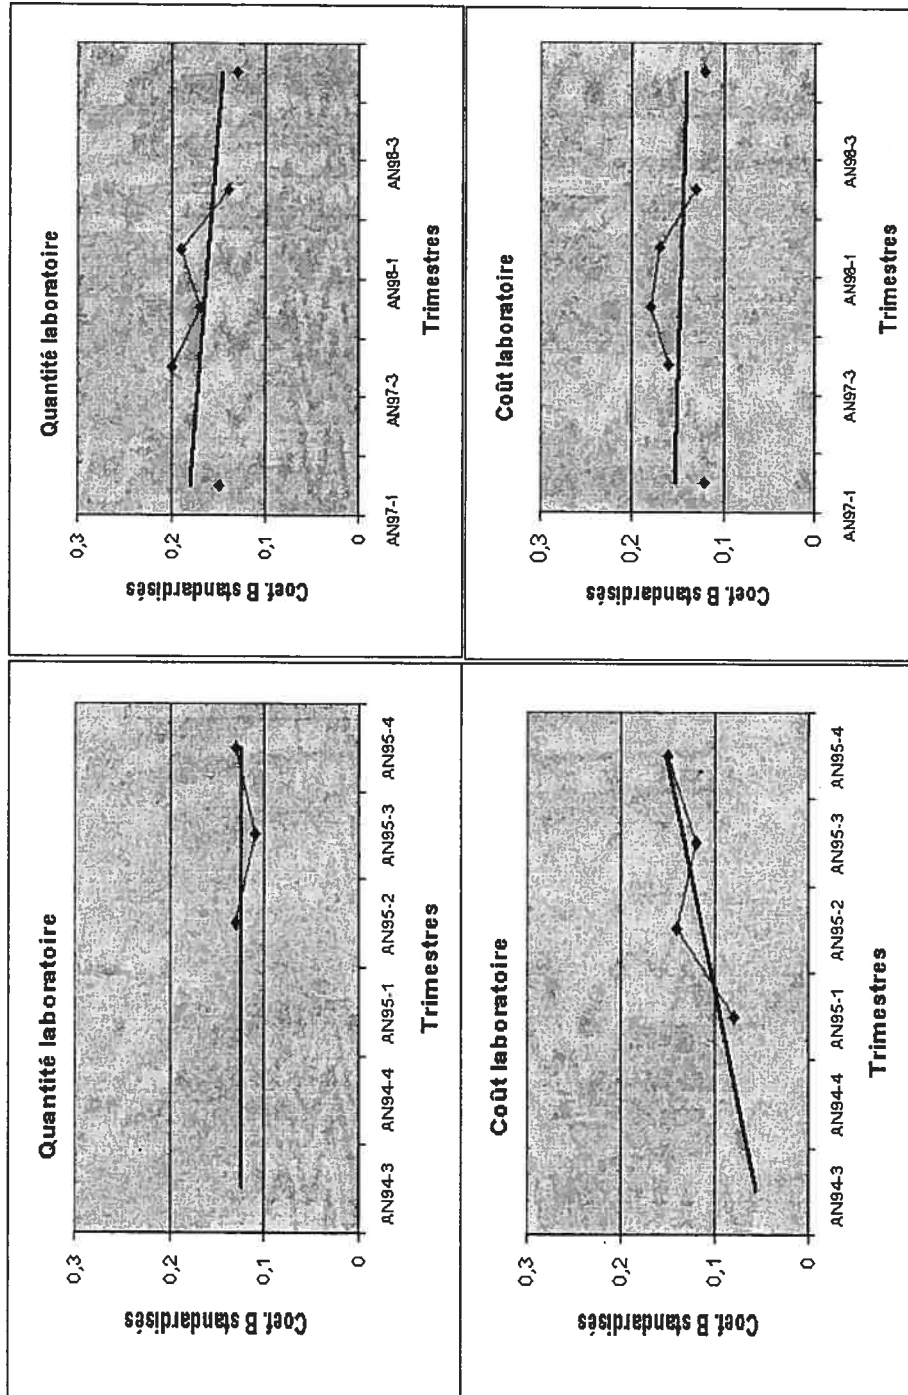 Quantité laboratoire
Coef. B standardisés
0,3
0,2
0,1
0
AN94-3 AN94-4 AN95-1 AN95-2 AN95-3 AN95-4
Trimestres
Quantité laboratoire
Coef. B standardisés
0,3
0,2
0,1
0
AN97-1 AN97-3 AN98-1 AN98-3
Trimestres
Coût laboratoire
Coef. B standardisés
0,3
0,2
0,1
0
AN94-3 AN94-4 AN95-1 AN95-2 AN95-3 AN95-4
Trimestres
Coût laboratoire
Coef. B standardisés
0,3
0,2
0,1
0
AN97-1 AN97-3 AN98-1 AN98-3
Trimestres